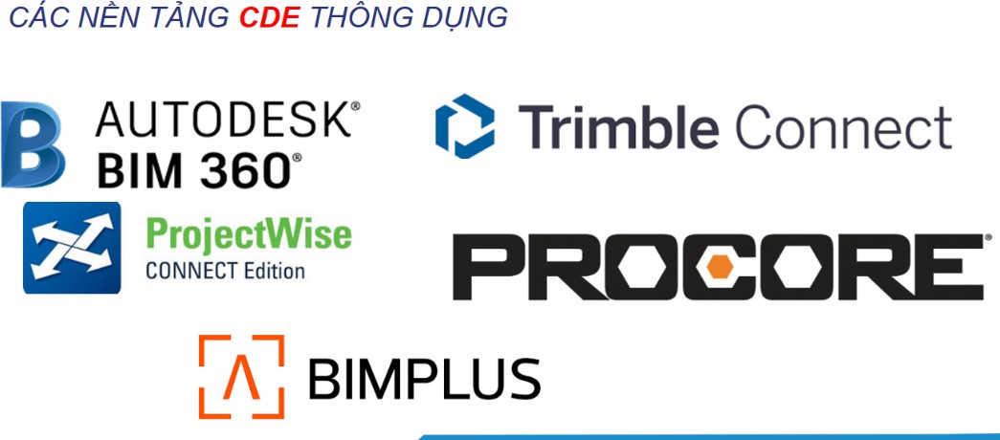 CÁC NỀN TẢNG CDE THÔNG DỤNG
AUTODESK®
BIM 360®
Trimble Connect
ProjectWise
CONNECT Edition
PROCORE®
BIMPLUS